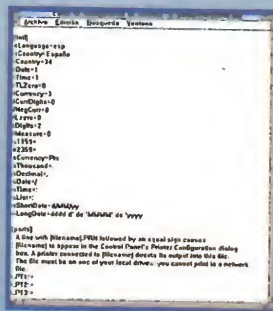 Archivo Edición Búsqueda Ventana
[intl]
sLanguage=esp
sCountry=España
iCountry=34
iDate=1
iTime=1
iTLZero=0
iCurrency=3
iCurrDigits=0
iNegCurr=8
iLzero=0
iDigits=2
iMeasure=0
s1159=
s2359=
sCurrency=Pts
sThousand=.
sDecimal=,
sDate=/
sTime=:
sList=;
sShortDate=d/MM/yy
sLongDate=dddd d' de 'MMMM' de 'yyyy
[ports]
A line with [filename].PRN followed by an equal sign causes
[filename] to appear in the Control Panel's Printer Configuration dialog
box. A printer connected to [filename] directs its output into this file.
The file must be on one of your local drives, you cannot print to a network
file.
LPT1:=
LPT2:=
LPT3:=